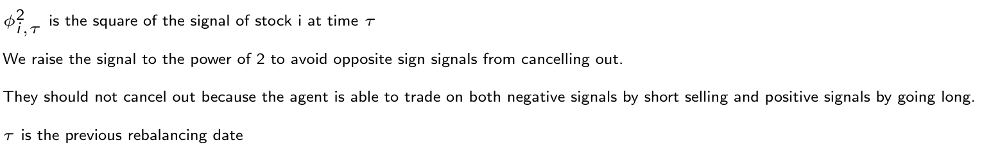 $\phi^2_{i,\tau}$ is the square of the signal of stock i at time $\tau$
We raise the signal to the power of 2 to avoid opposite sign signals from cancelling out.
They should not cancel out because the agent is able to trade on both negative signals by short selling and positive signals by going long.
$\tau$ is the previous rebalancing date